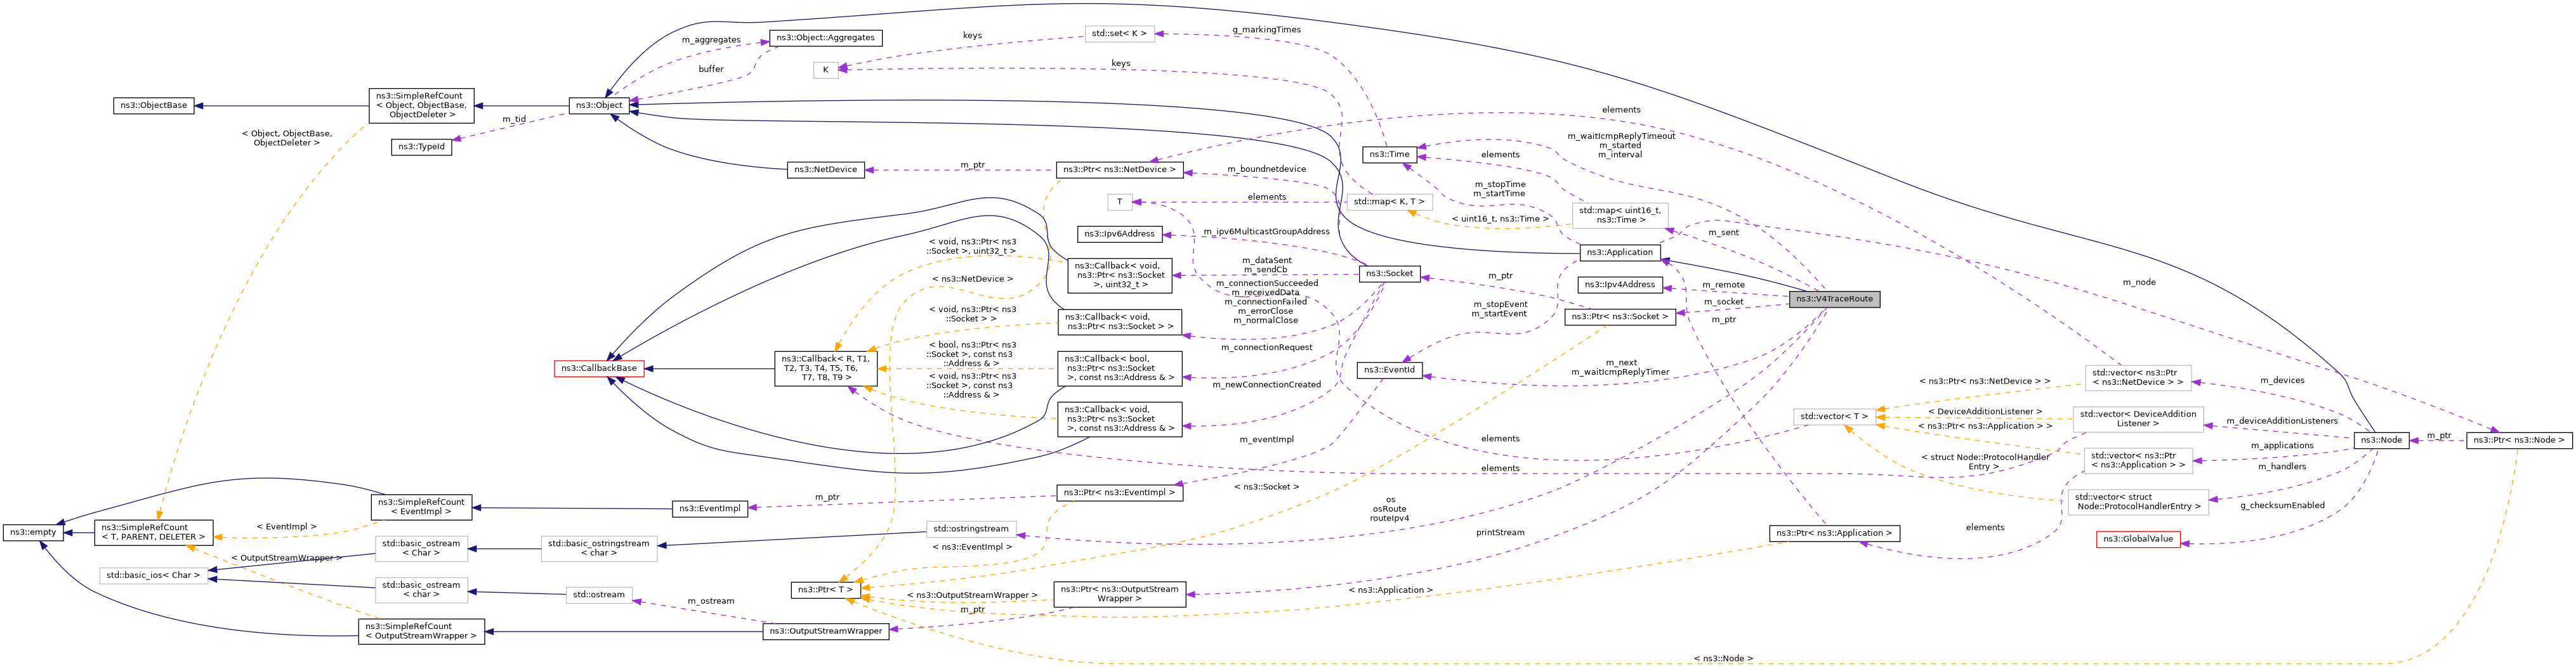 m_aggregates
ns3::Object::Aggregates
keys
std::set< K >
g_markingTimes
buffer
K
keys
ns3::ObjectBase
ns3::SimpleRefCount
< Object, ObjectBase,
ObjectDeleter >
ns3::Object
< Object, ObjectBase,
ObjectDeleter >
m_tid
ns3::TypeId
elements
ns3::Time
m_waitIcmpReplyTimeout
m_started
m_interval
elements
ns3::NetDevice
m_ptr
ns3::Ptr< ns3::NetDevice >
m_boundnetdevice
m_stopTime
m_startTime
T
elements
std::map< K, T >
< uint16_t, ns3::Time >
std::map< uint16_t,
ns3::Time >
ns3::Ipv6Address
m_ipv6MulticastGroupAddress
m_sent
< void, ns3::Ptr< ns3
::Socket >, uint32_t >
ns3::Application
ns3::Callback< void,
ns3::Ptr< ns3::Socket
>, uint32_t >
m_dataSent
m_sendCb
ns3::Socket
m_ptr
ns3::Ipv4Address
m_remote
m_node
< ns3::NetDevice >
m_connectionSucceeded
m_receivedData
m_connectionFailed
m_errorClose
m_normalClose
m_socket
ns3::V4TraceRoute
< void, ns3::Ptr< ns3
::Socket > >
ns3::Callback< void,
ns3::Ptr< ns3::Socket > >
m_stopEvent
m_startEvent
ns3::Ptr< ns3::Socket >
m_ptr
ns3::CallbackBase
ns3::Callback< R, T1,
T2, T3, T4, T5, T6,
T7, T8, T9 >
< bool, ns3::Ptr< ns3
::Socket >, const ns3
::Address & >
ns3::Callback< bool,
ns3::Ptr< ns3::Socket
>, const ns3::Address & >
m_connectionRequest
ns3::EventId
m_next
m_waitIcmpReplyTimer
< void, ns3::Ptr< ns3
::Socket >, const ns3
::Address & >
m_newConnectionCreated
ns3::Callback< void,
ns3::Ptr< ns3::Socket
>, const ns3::Address & >
< ns3::Ptr< ns3::NetDevice > >
std::vector< ns3::Ptr
< ns3::NetDevice > >
m_devices
std::vector< T >
< DeviceAdditionListener >
std::vector< DeviceAddition
Listener >
m_deviceAdditionListeners
< ns3::Ptr< ns3::Application > >
m_eventImpl
elements
elements
std::vector< ns3::Ptr
< ns3::Application > >
m_applications
ns3::Node
m_ptr
ns3::Ptr< ns3::Node >
< struct Node::ProtocolHandler
Entry >
m_handlers
std::vector< struct
Node::ProtocolHandlerEntry >
g_checksumEnabled
ns3::GlobalValue
elements
ns3::SimpleRefCount
< EventImpl >
ns3::EventImpl
m_ptr
ns3::Ptr< ns3::EventImpl >
< ns3::Socket >
os
osRoute
routeIpv4
ns3::empty
ns3::SimpleRefCount
< T, PARENT, DELETER >
< EventImpl >
std::basic_ostream
< Char >
std::basic_ostringstream
< char >
std::ostringstream
< ns3::EventImpl >
printStream
ns3::Ptr< ns3::Application >
< OutputStreamWrapper >
std::basic_ios< Char >
std::basic_ostream
< char >
std::ostream
m_ostream
ns3::Ptr< T >
< ns3::OutputStreamWrapper >
m_ptr
ns3::Ptr< ns3::OutputStream
Wrapper >
< ns3::Application >
ns3::SimpleRefCount
< OutputStreamWrapper >
ns3::OutputStreamWrapper
< ns3::Node >